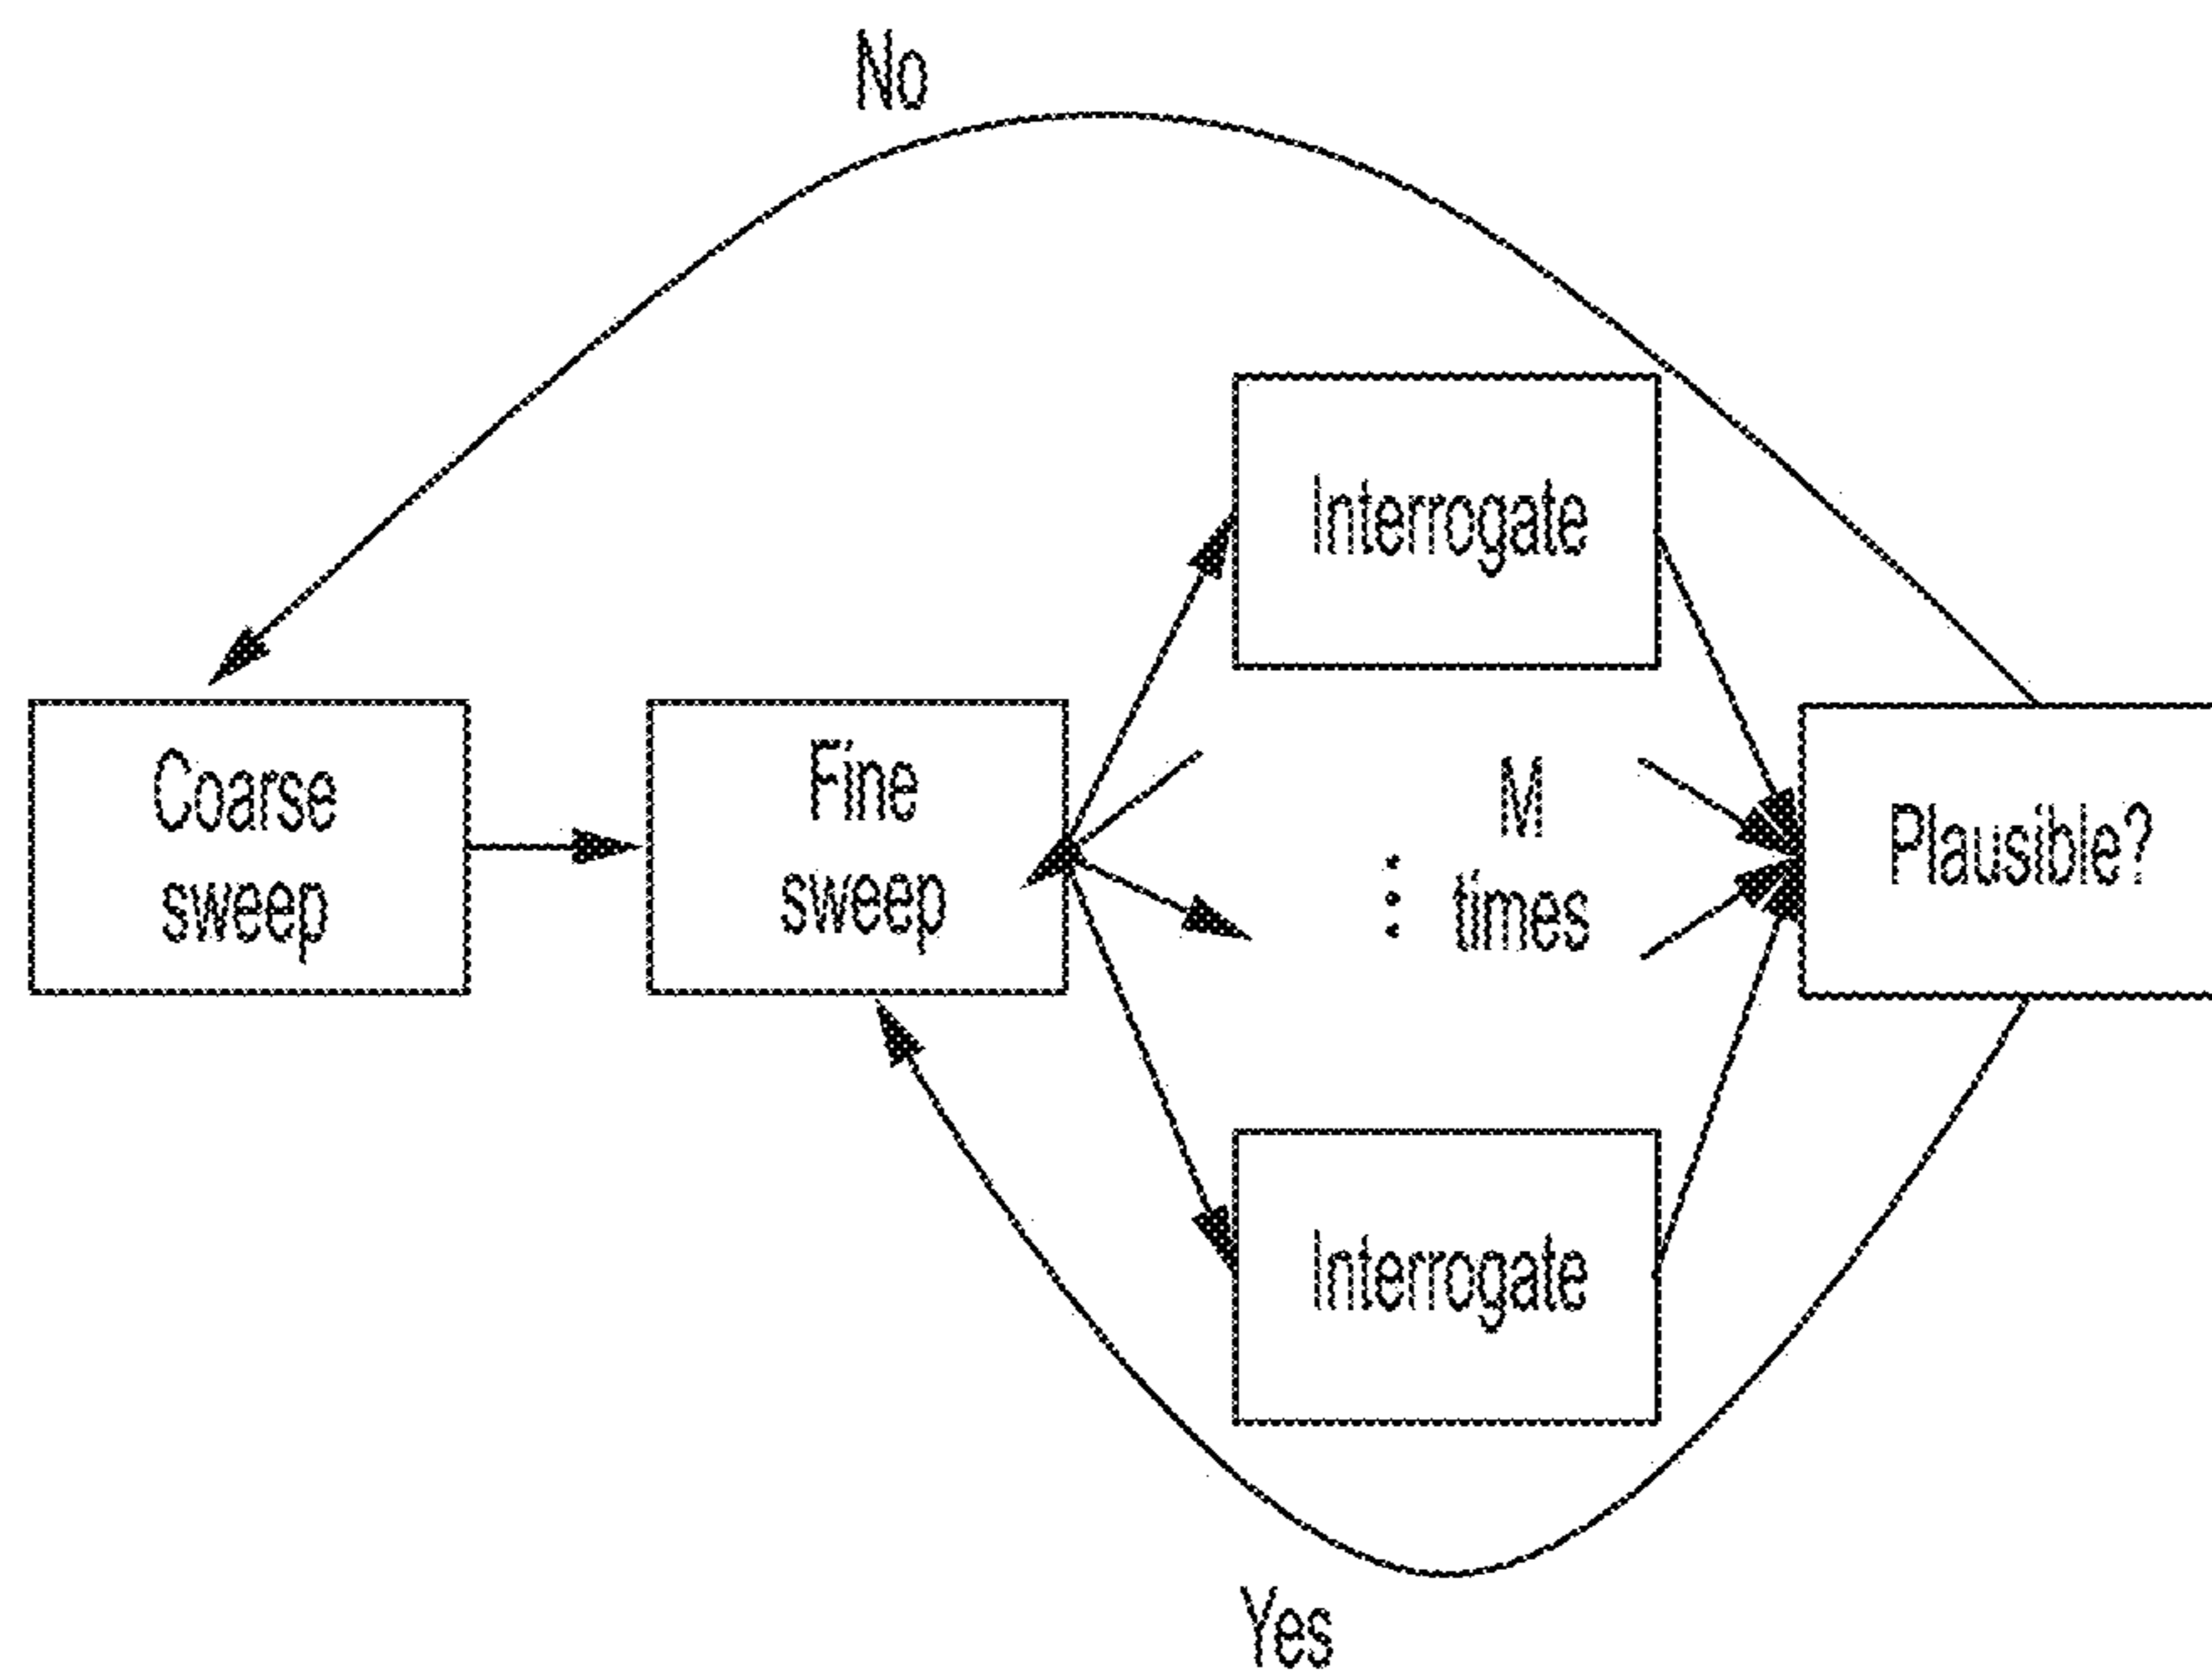 No
Interrogate
Coarse
sweep
Fine
sweep
M
times
Plausible?
Interrogate
Yes